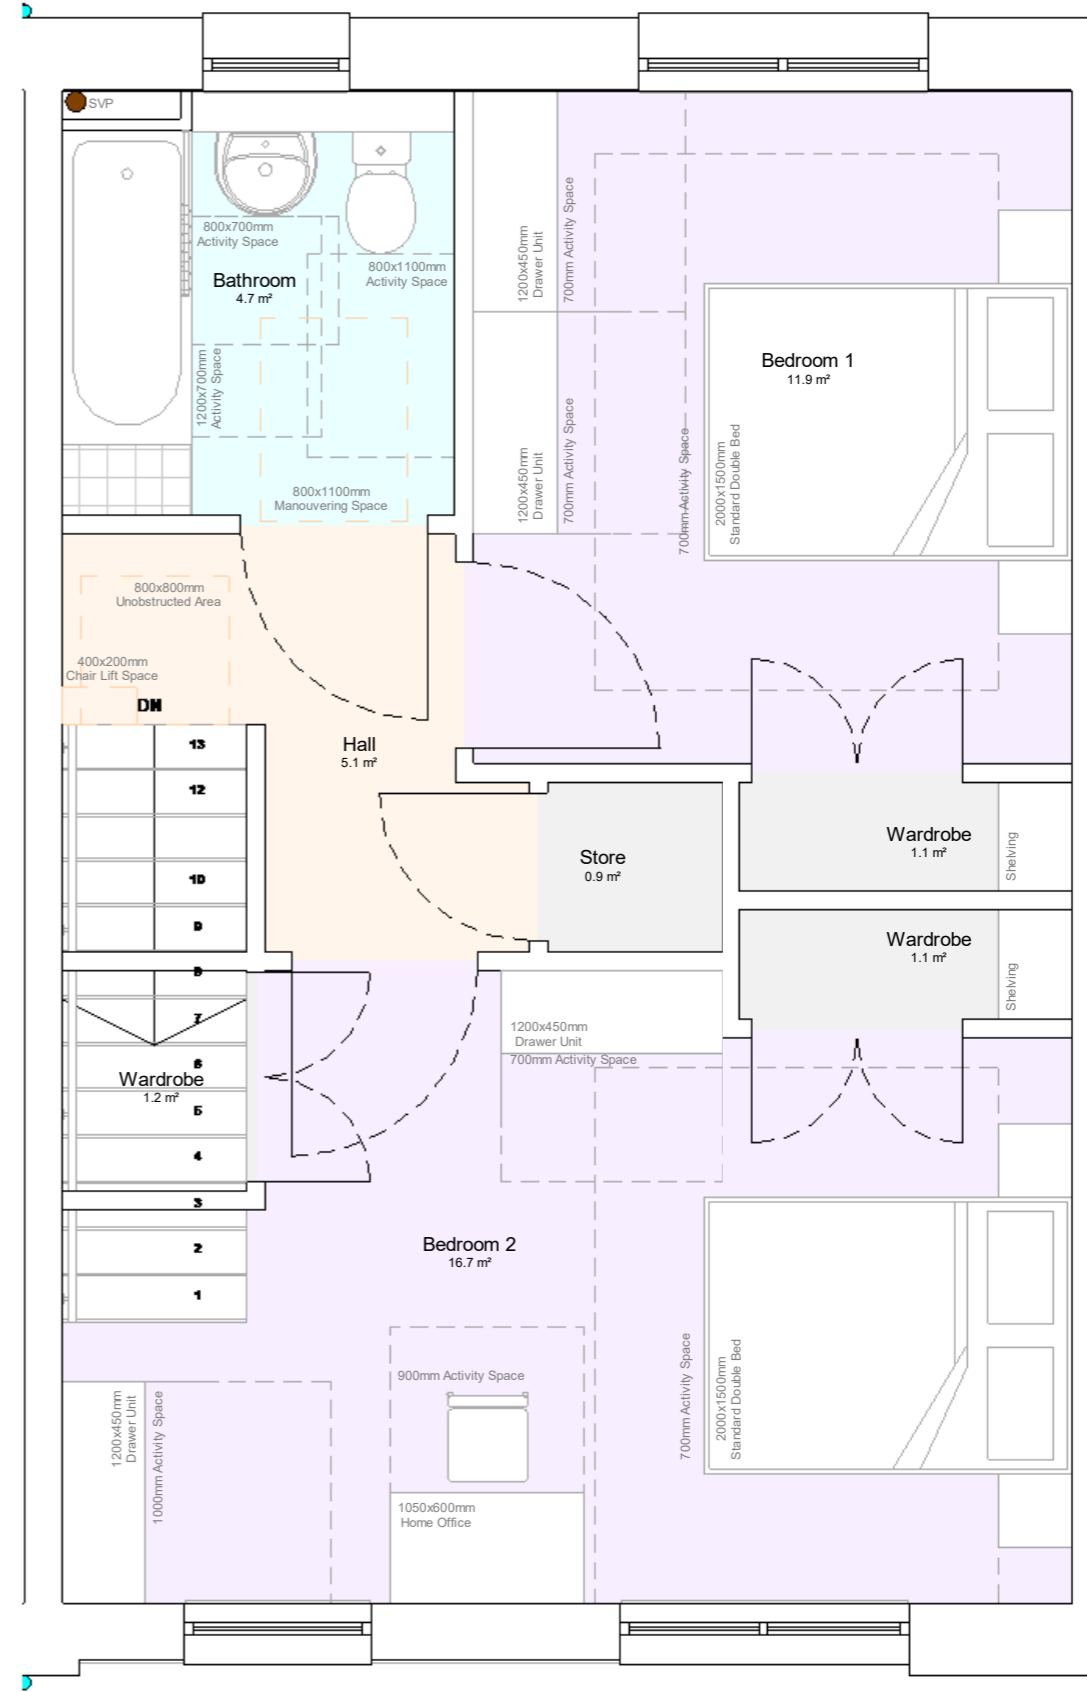 SVP
800x700mm
Activity Space
Bathroom
4.7 m²
800x1100mm
Activity Space
1200x700mm
Activity Space
800x1100mm
Manouvering Space
1200x450mm
Drawer Unit
700mm Activity Space
1200x450mm
Drawer Unit
700mm Activity Space
700mm Activity Space
Bedroom 1
11.9 m²
2000x1500mm
Standard Double Bed
800x800mm
Unobstructed Area
400x200mm
Chair Lift Space
DN
Hall
5.1 m²
13
12
10
9
8
7
6
5
4
3
2
1
Store
0.9 m²
Wardrobe
1.1 m²
Shelving
Wardrobe
1.1 m²
Shelving
Wardrobe
1.2 m²
1200x450mm
Drawer Unit
700mm Activity Space
Bedroom 2
16.7 m²
900mm Activity Space
1050x600mm
Home Office
1200x450mm
Drawer Unit
1000mm Activity Space
700mm Activity Space
2000x1500mm
Standard Double Bed